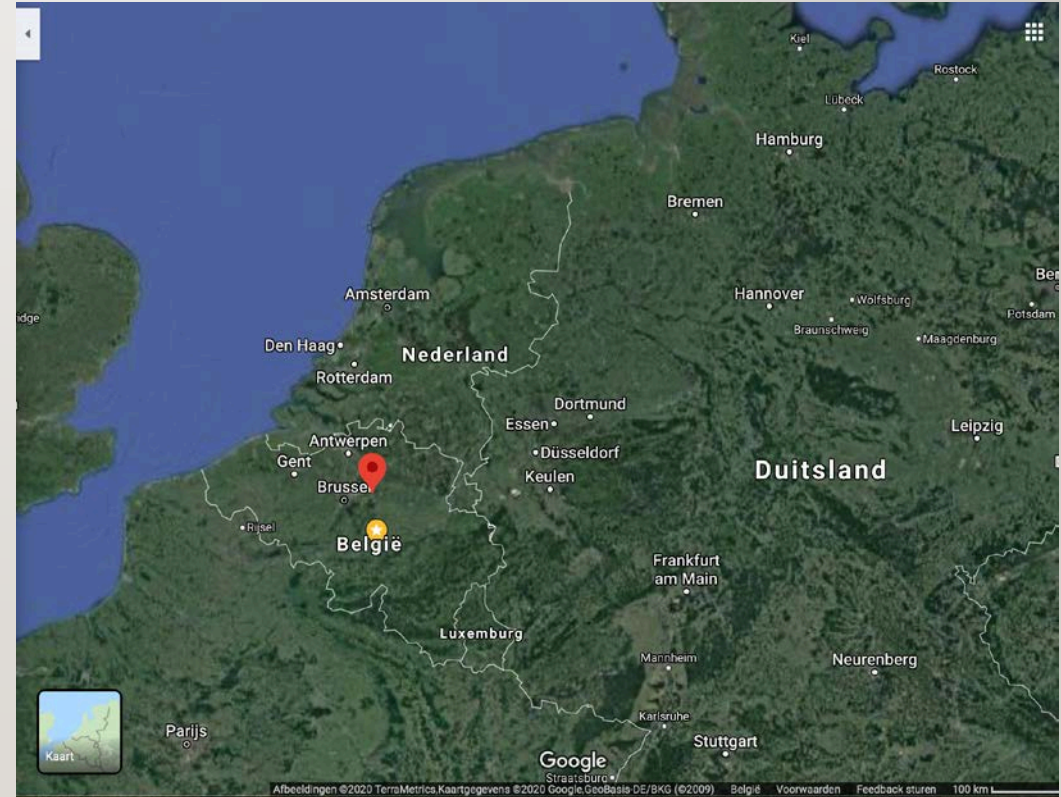 Kiel
Rostock
Lübeck
Hamburg
Bremen
Amsterdam
Hannover
Wolfsburg
Potsdam
Braunschweig
Maagdenburg
Den Haag
Nederland
Rotterdam
Dortmund
Essen
Leipzig
Antwerpen
Düsseldorf
Gent
Keulen
Duitsland
Brussel
Rijsel
België
Frankfurt
am Main
Luxemburg
Mannheim
Neurenberg
Karlsruhe
Parijs
Stuttgart
Kaart
Google
Straatsburg
Afbeeldingen ©2020 TerraMetrics,Kaartgegevens ©2020 Google,GeoBasis-DE/BKG (©2009) België Voorwaarden Feedback sturen 100 km